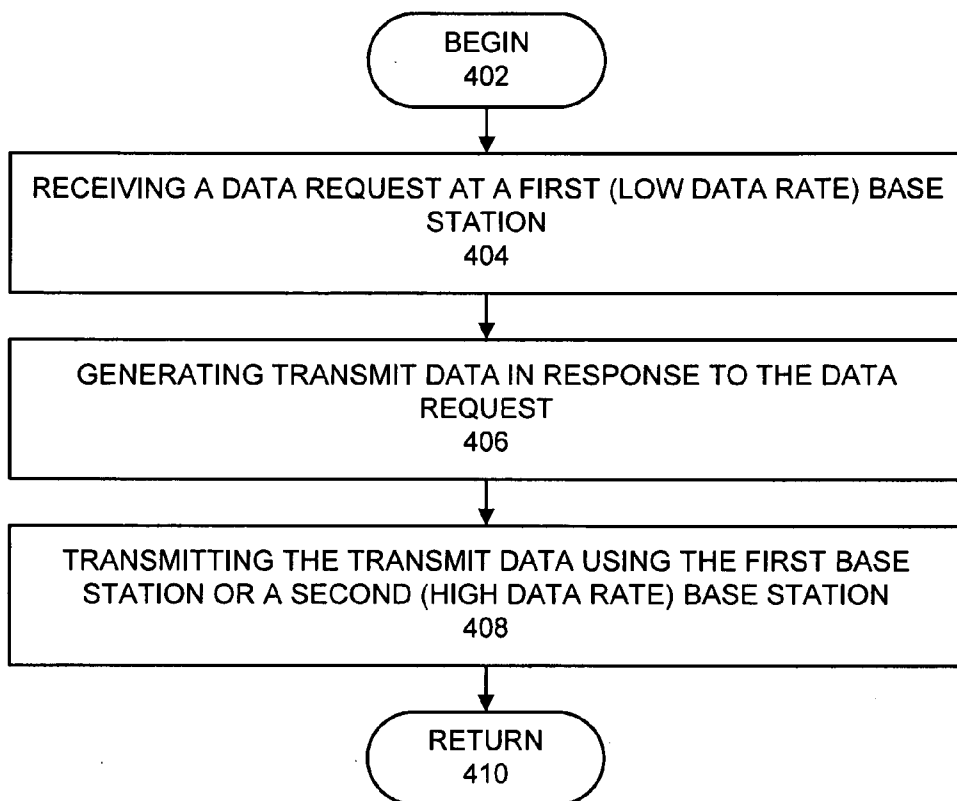 BEGIN
402
RECEIVING A DATA REQUEST AT A FIRST (LOW DATA RATE) BASE
STATION
404
GENERATING TRANSMIT DATA IN RESPONSE TO THE DATA
REQUEST
406
TRANSMITTING THE TRANSMIT DATA USING THE FIRST BASE
STATION OR A SECOND (HIGH DATA RATE) BASE STATION
408
RETURN
410